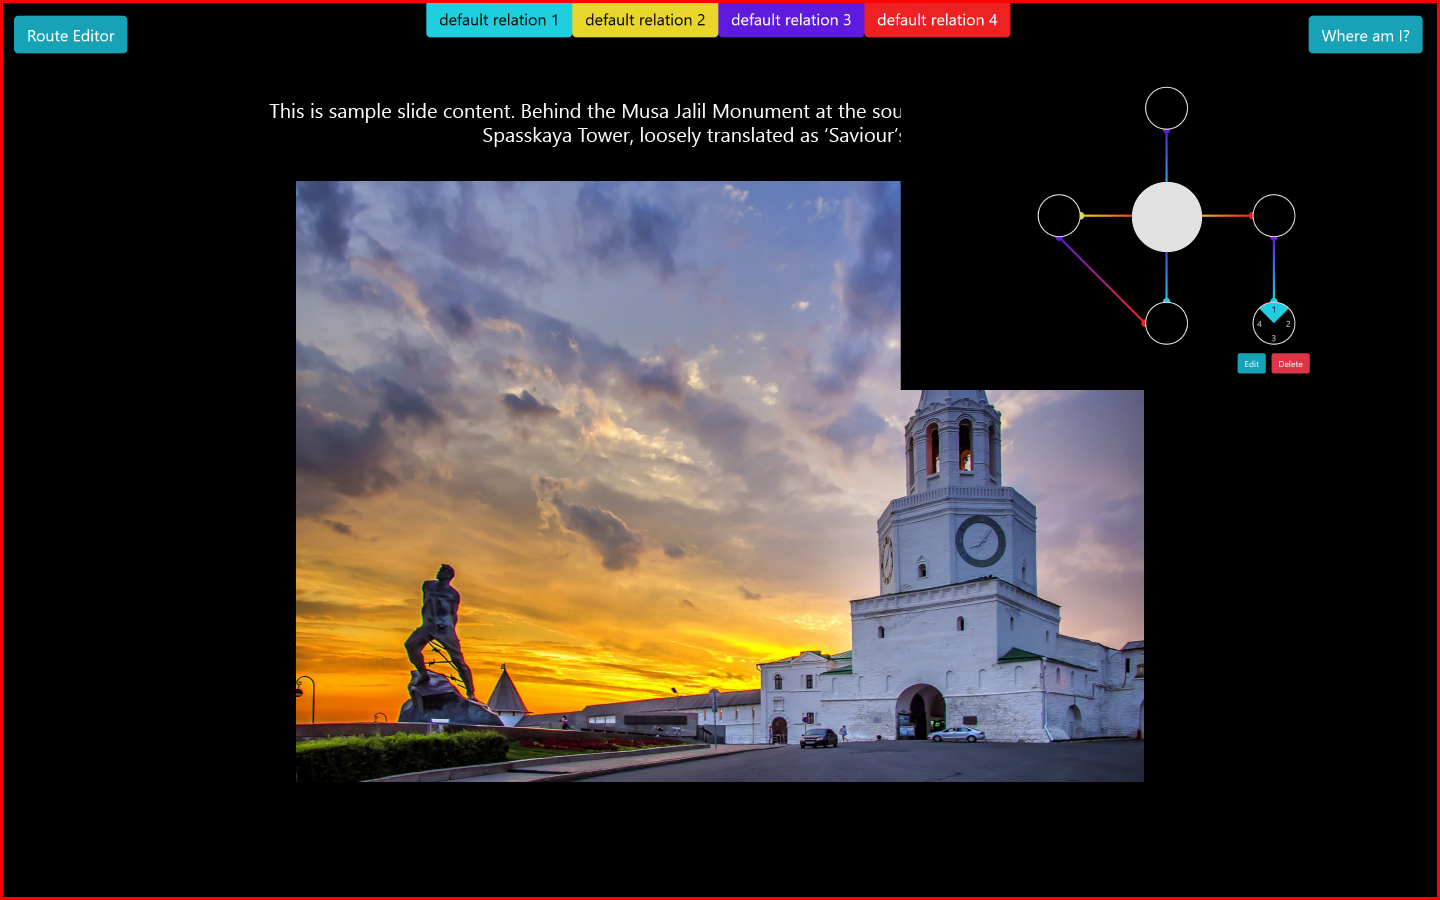 default relation 1
default relation 2
default relation 3
default relation 4
Route Editor
Where am I?
This is sample slide content. Behind the Musa Jalil Monument at the sou
Spasskaya Tower, loosely translated as ‘Saviour’s
1
4 2
3
Edit Delete